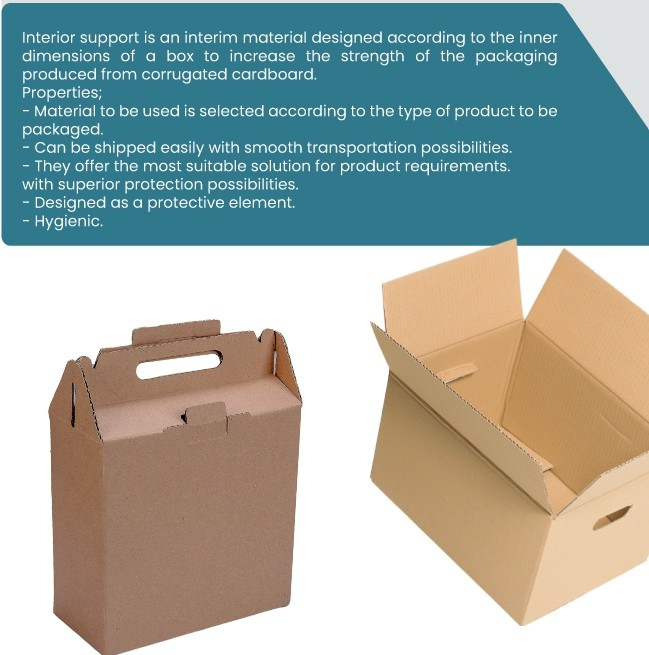 Interior support is an interim material designed according to the inner
dimensions of a box to increase the strength of the packaging
produced from corrugated cardboard.
Properties;
- Material to be used is selected according to the type of product to be
packaged.
- Can be shipped easily with smooth transportation possibilities.
- They offer the most suitable solution for product requirements.
with superior protection possibilities.
- Designed as a protective element.
- Hygienic.